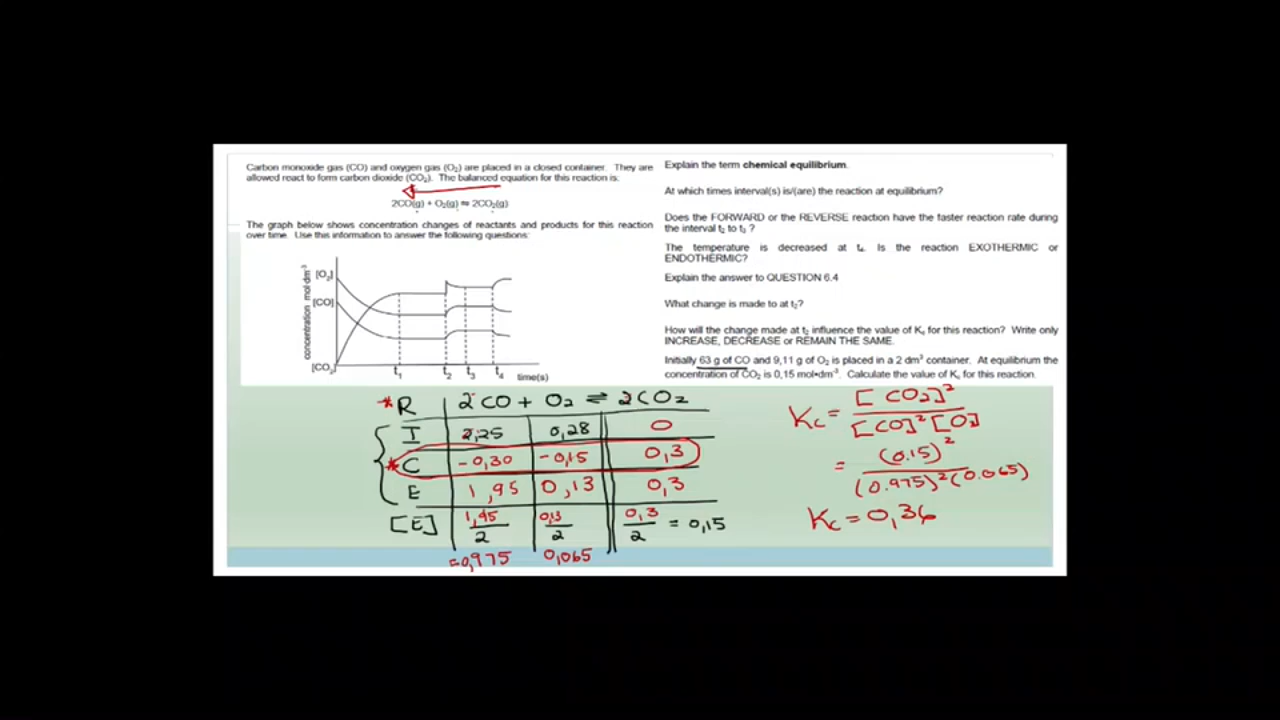 Carbon monoxide gas (CO) and oxygen gas (O₂) are placed in a closed container. They are
allowed react to form carbon dioxide (CO₂). The balanced equation for this reaction is:
2CO(g) + O₂(g) ⇋ 2CO₂(g)
The graph below shows concentration changes of reactants and products for this reaction
over time. Use this information to answer the following questions:
concentration mol·dm⁻³
[O₂]
[CO]
[CO₂]
t₁ t₂ t₃ t₄ time(s)
Explain the term chemical equilibrium.
At which times interval(s) is/(are) the reaction at equilibrium?
Does the FORWARD or the REVERSE reaction have the faster reaction rate during
the interval t₂ to t₃ ?
The temperature is decreased at t₄. Is the reaction EXOTHERMIC or
ENDOTHERMIC?
Explain the answer to QUESTION 6.4
What change is made to at t₂?
How will the change made at t₂ influence the value of Kc for this reaction? Write only
INCREASE, DECREASE or REMAIN THE SAME.
Initially 63 g of CO and 9,11 g of O₂ is placed in a 2 dm³ container. At equilibrium the
concentration of CO₂ is 0,15 mol•dm⁻³. Calculate the value of Kc for this reaction.
* R 2CO + O₂ ⇌ 2CO₂
I 2,25 0,28 0
* C -0,30 -0,15 0,3
E 1,95 0,13 0,3
[E] 1,95/2 0,13/2 0,3/2 = 0,15
=0,975 0,065
Kc = [CO₂]²/[CO]²[O₂]
= (0.15)²/(0.975)²(0.065)
Kc = 0,36